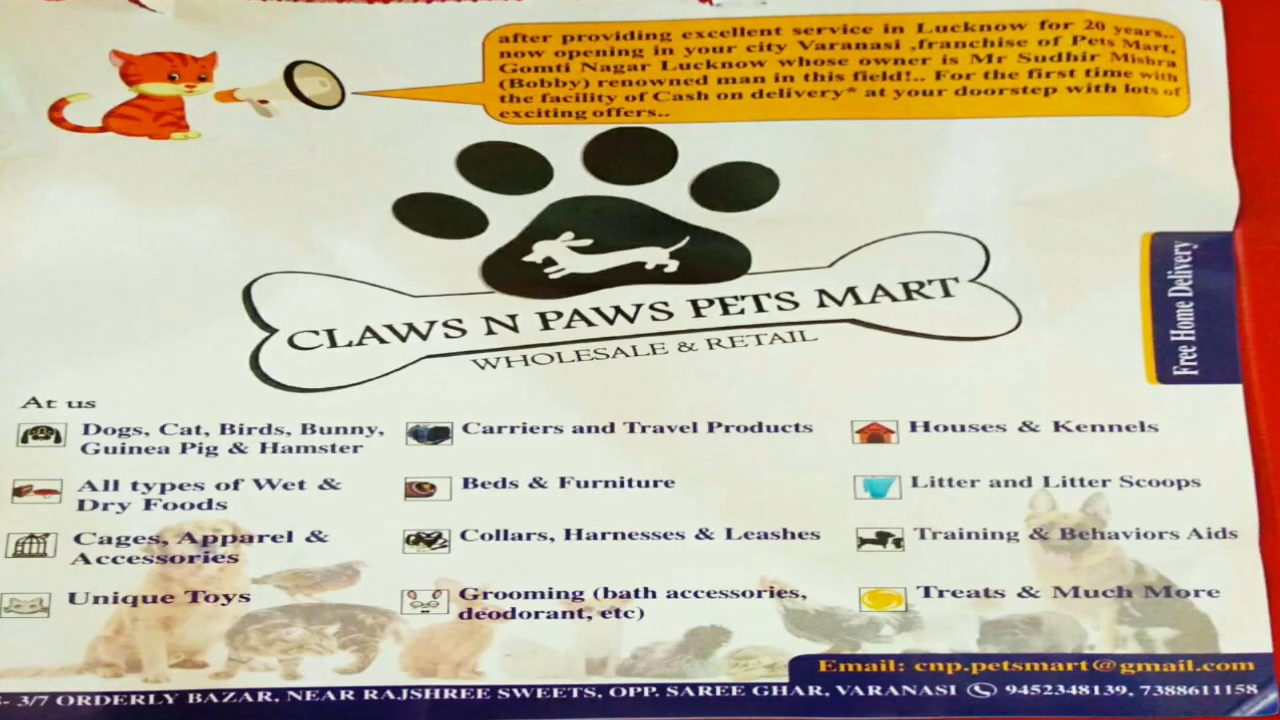 after providing excellent service in Lucknow for 20 years..
now opening in your city Varanasi ,franchise of Pets Mart,
Gomti Nagar Lucknow whose owner is Mr Sudhir Mishra
(Bobby) renowned man in this field!.. For the first time with
the facility of Cash on delivery* at your doorstep with lots of
exciting offers..
CLAWS N PAWS PETS MART
WHOLESALE & RETAIL
Free Home Delivery
At us
Dogs, Cat, Birds, Bunny,
Guinea Pig & Hamster
All types of Wet &
Dry Foods
Cages, Apparel &
Accessories
Unique Toys
Carriers and Travel Products
Beds & Furniture
Collars, Harnesses & Leashes
Grooming (bath accessories,
deodorant, etc)
Houses & Kennels
Litter and Litter Scoops
Training & Behaviors Aids
Treats & Much More
Email: cnp.petsmart@gmail.com
- 3/7 ORDERLY BAZAR, NEAR RAJSHREE SWEETS, OPP. SAREE GHAR, VARANASI 9452348139, 7388611158